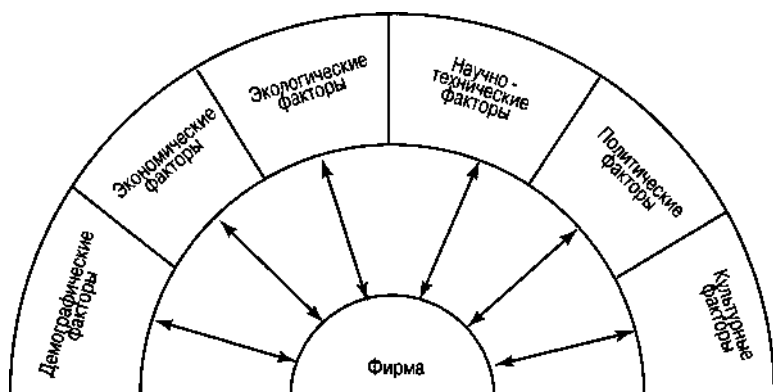 Демографические
факторы
Экономические
факторы
Экологические
факторы
Научно-
технические
факторы
Политические
факторы
Культурные
факторы
Фирма